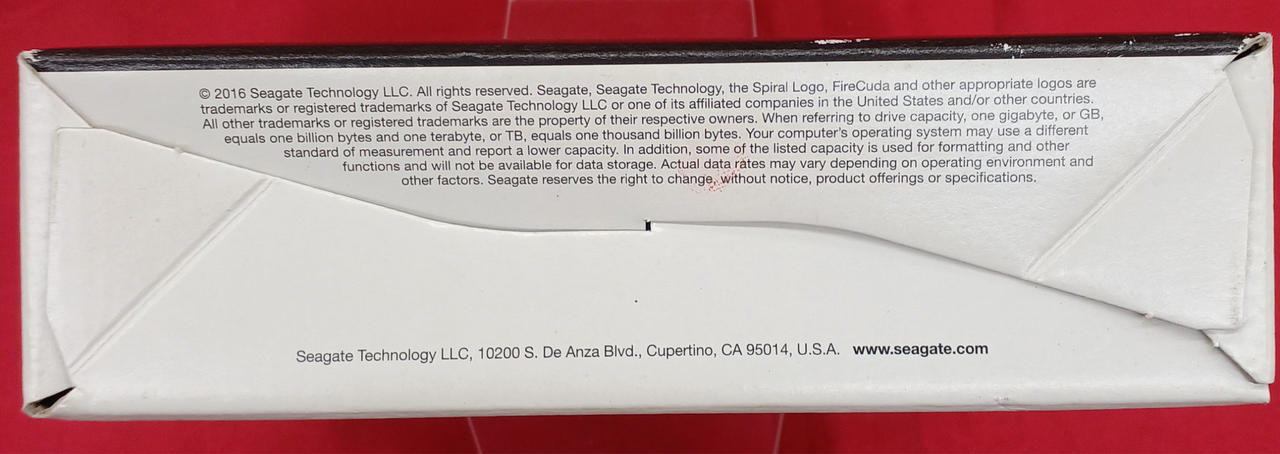 © 2016 Seagate Technology LLC. All rights reserved. Seagate, Seagate Technology, the Spiral Logo, FireCuda and other appropriate logos are
trademarks or registered trademarks of Seagate Technology LLC or one of its affiliated companies in the United States and/or other countries.
All other trademarks or registered trademarks are the property of their respective owners. When referring to drive capacity, one gigabyte, or GB,
equals one billion bytes and one terabyte, or TB, equals one thousand billion bytes. Your computer's operating system may use a different
standard of measurement and report a lower capacity. In addition, some of the listed capacity is used for formatting and other
functions and will not be available for data storage. Actual data rates may vary depending on operating environment and
other factors. Seagate reserves the right to change, without notice, product offerings or specifications.
Seagate Technology LLC, 10200 S. De Anza Blvd., Cupertino, CA 95014, U.S.A. www.seagate.com